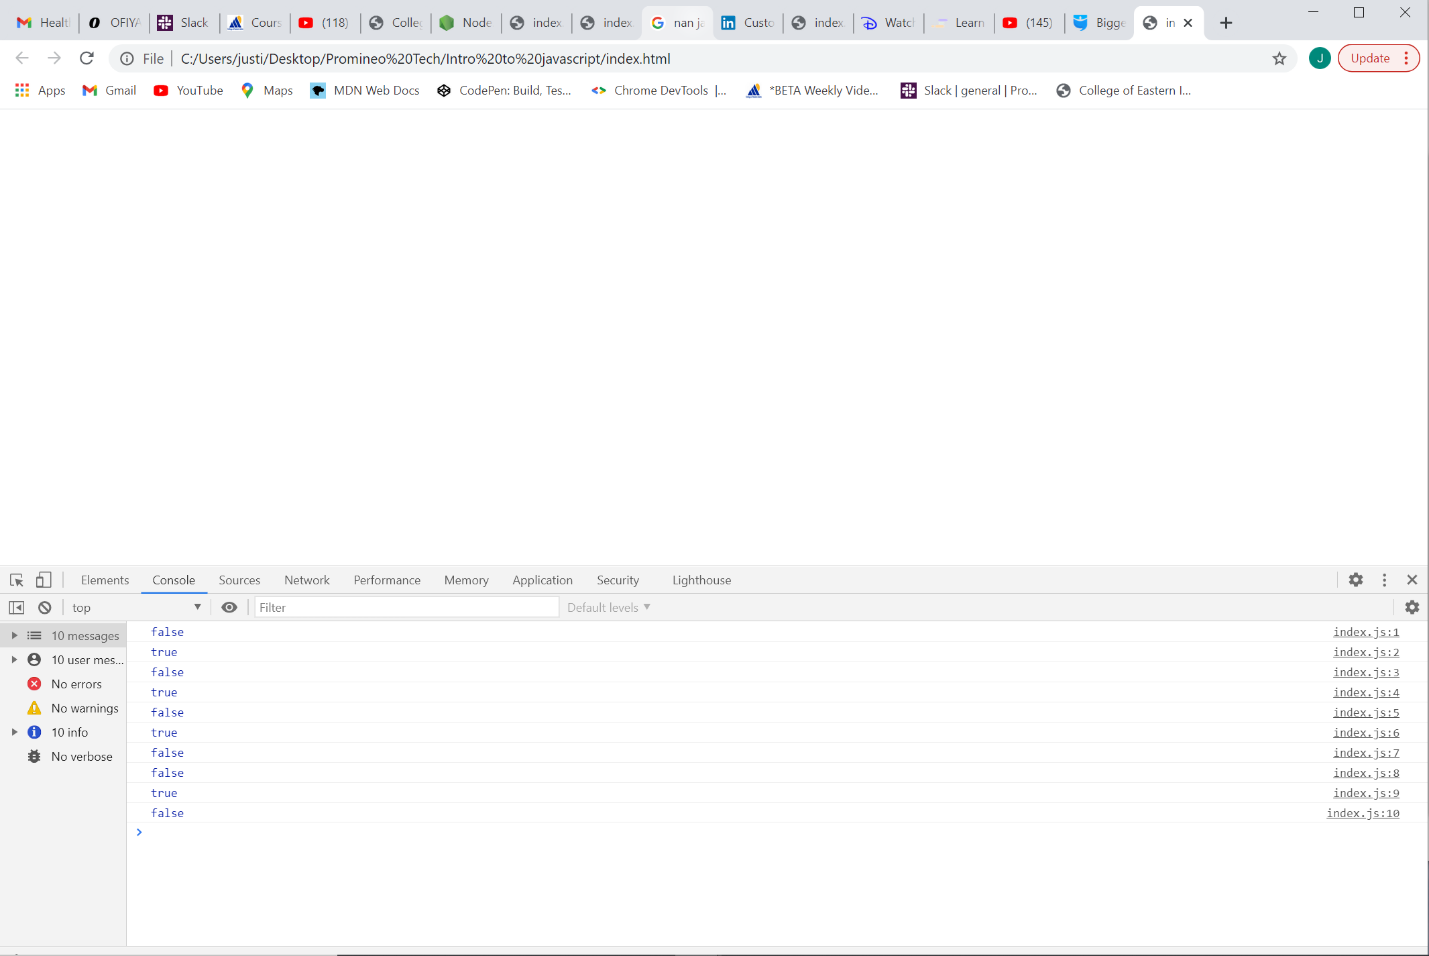 Healt OFIYA Slack Cours (118) Colle Node index. index. nan ja Custo index Watch Learn (145) Bigge in
File C:/Users/justi/Desktop/Promineo%20Tech/Intro%20to%20javascript/index.html J Update
Apps Gmail YouTube Maps MDN Web Docs CodePen: Build, Tes... Chrome DevTools |... *BETA Weekly Vide... Slack | general | Pro... College of Eastern I...
Elements Console Sources Network Performance Memory Application Security Lighthouse
top Filter Default levels
10 messages
10 user mes...
No errors
No warnings
10 info
No verbose
false index.js:1
true index.js:2
false index.js:3
true index.js:4
false index.js:5
true index.js:6
false index.js:7
false index.js:8
true index.js:9
false index.js:10